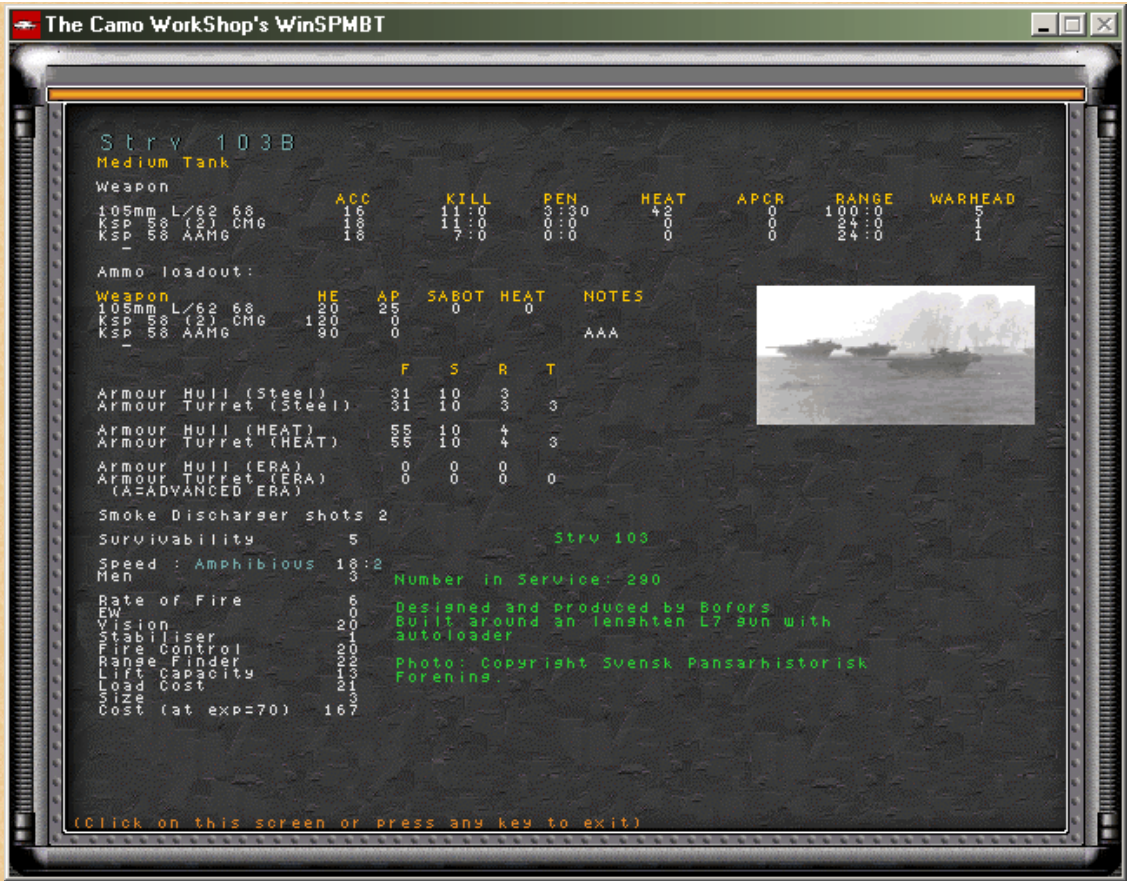 The Camo WorkShop's WinSPMBT
Strv 103B
Medium Tank
Weapon ACC KILL PEN HEAT APCR RANGE WARHEAD
105mm L/62 68 16 11:0 3:30 42 0 100:0 5
Ksp 58 (2) CMG 18 11:0 0:0 0 0 24:0 1
Ksp 58 AAMG 18 7:0 0:0 0 0 24:0 1
Ammo loadout:
Weapon HE AP SABOT HEAT NOTES
105mm L/62 68 20 25 0 0
Ksp 58 (2) CMG 120 0
Ksp 58 AAMG 90 0 AAA
F S R T
Armour Hull (Steel) 31 10 3
Armour Turret (Steel) 31 10 3 3
Armour Hull (HEAT) 55 10 4
Armour Turret (HEAT) 55 10 4 3
Armour Hull (ERA) 0 0 0
Armour Turret (ERA) 0 0 0 0
(A=ADVANCED ERA)
Smoke Discharger shots 2
Survivability 5
Strv 103
Speed : Amphibious 18:2
Men 3
Number in Service: 290
Rate of Fire 6
EW 0
Vision 20
Stabiliser 1
Fire Control 20
Range Finder 22
Lift Capacity 13
Load Cost 21
Size 3
Cost (at exp=70) 167
Designed and produced by Bofors
Built around an lenghten L7 gun with
autoloader
Photo: Copyright Svensk Pansarhistorisk
Forening.
(Click on this screen or press any key to exit)